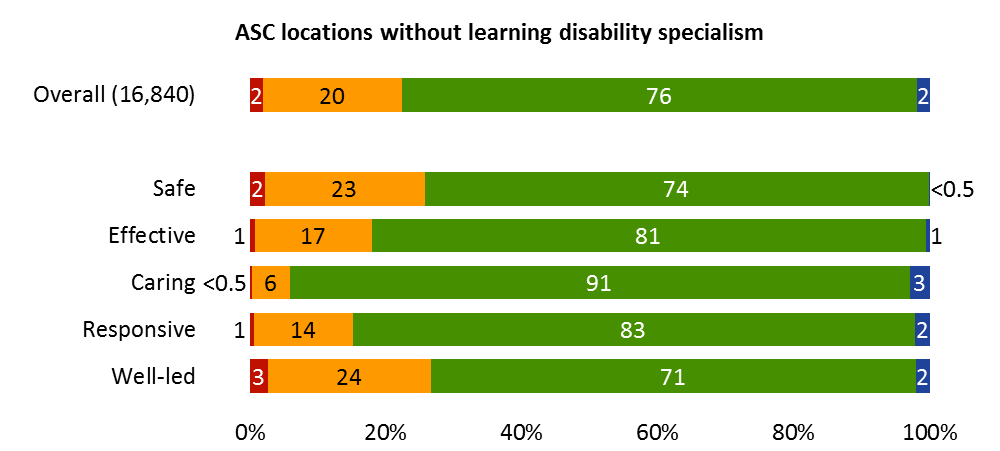 ASC locations without learning disability specialism
Overall (16,840) 2 20 76 2
Safe 2 23 74 <0.5
Effective 1 17 81 1
Caring <0.5 6 91 3
Responsive 1 14 83 2
Well-led 3 24 71 2
0% 20% 40% 60% 80% 100%